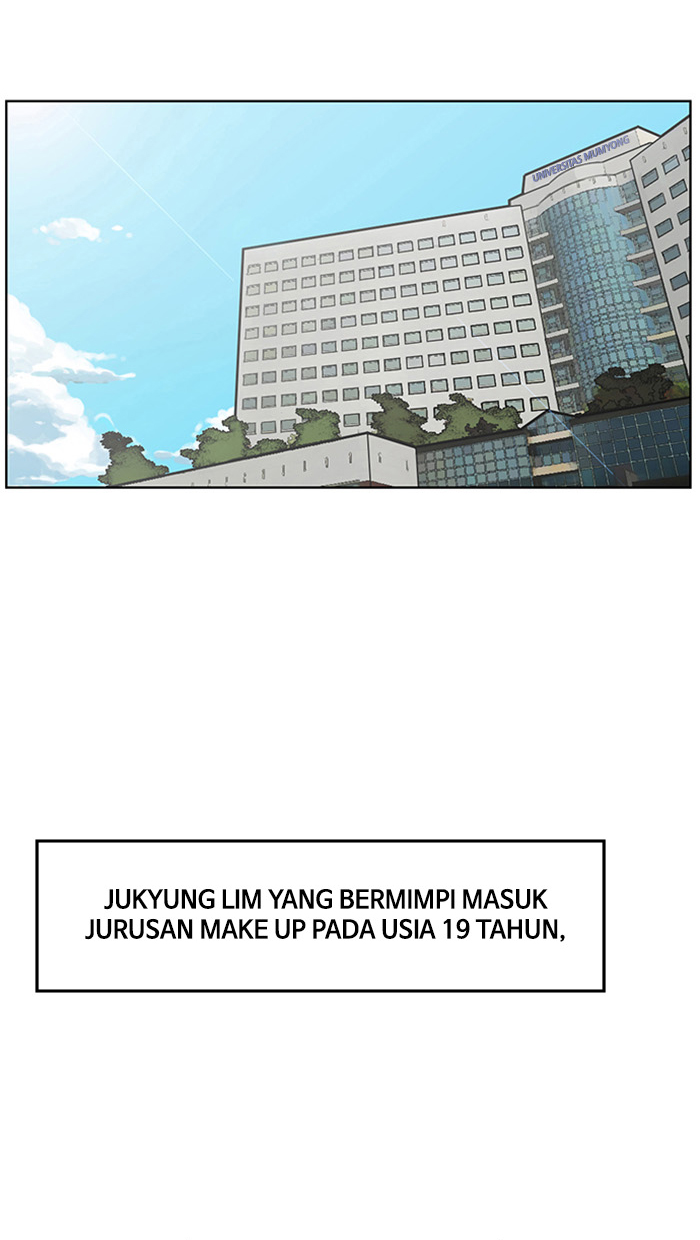 UNIVERSITAS MUMYONG
JUKYUNG LIM YANG BERMIMPI MASUK
JURUSAN MAKE UP PADA USIA 19 TAHUN,